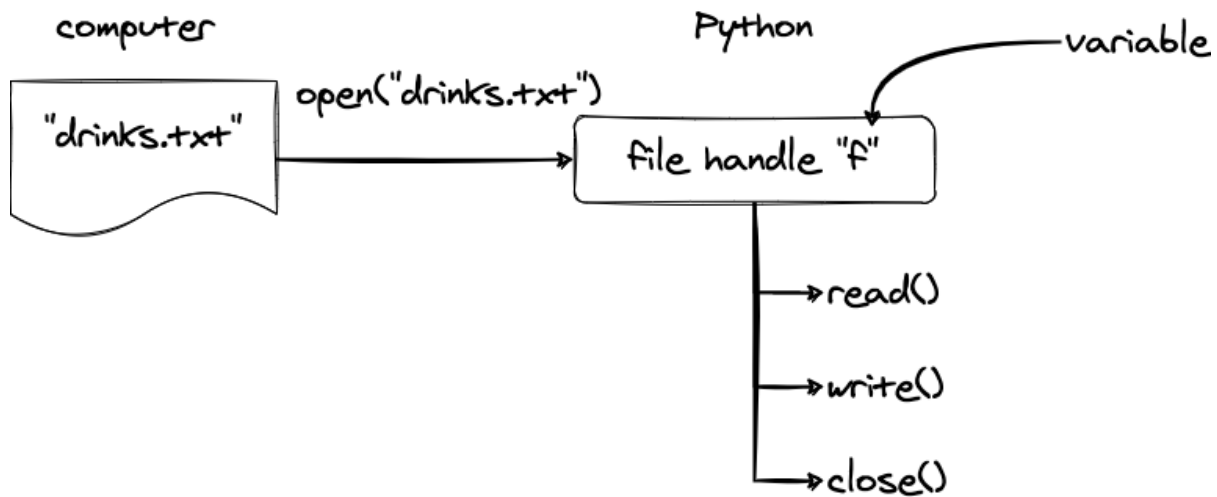 computer
Python
variable
open("drinks.txt")
"drinks.txt"
file handle "f"
read()
write()
close()